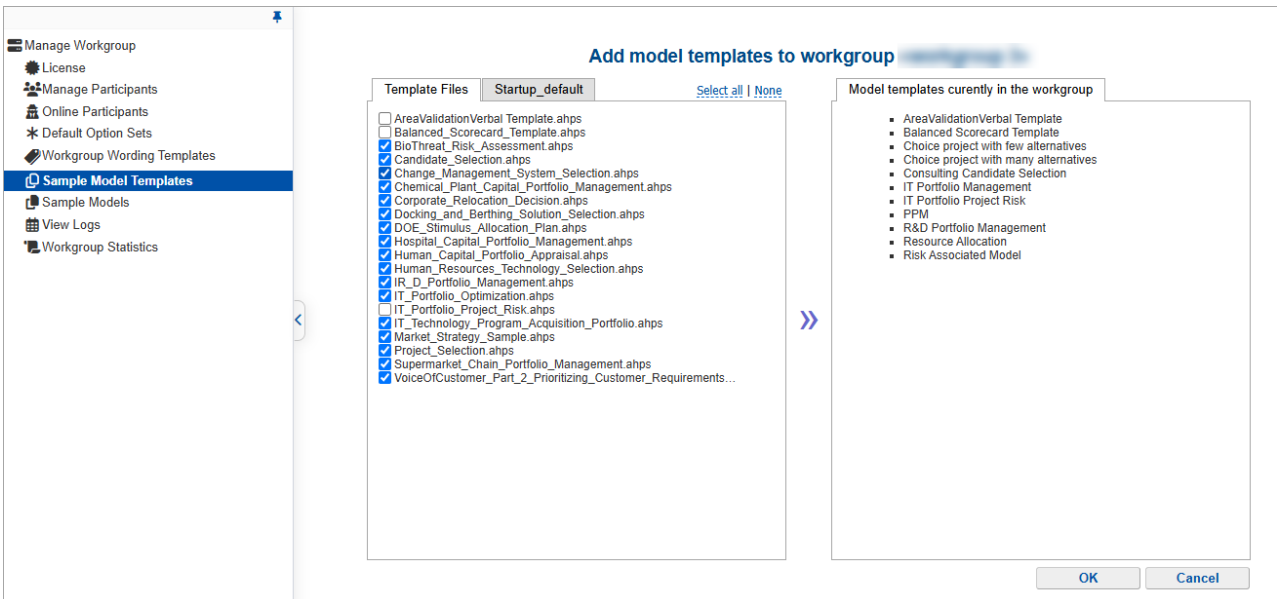 Manage Workgroup
License
Manage Participants
Online Participants
Default Option Sets
Workgroup Wording Templates
Sample Model Templates
Sample Models
View Logs
Workgroup Statistics
Add model templates to workgroup
Template Files
Startup_default
Select all | None
AreaValidationVerbal Template.ahps
Balanced_Scorecard_Template.ahps
BioThreat_Risk_Assessment.ahps
Candidate_Selection.ahps
Change_Management_System_Selection.ahps
Chemical_Plant_Capital_Portfolio_Management.ahps
Corporate_Relocation_Decision.ahps
Docking_and_Berthing_Solution_Selection.ahps
DOE_Stimulus_Allocation_Plan.ahps
Hospital_Capital_Portfolio_Management.ahps
Human_Capital_Portfolio_Appraisal.ahps
Human_Resources_Technology_Selection.ahps
IR_D_Portfolio_Management.ahps
IT_Portfolio_Optimization.ahps
IT_Portfolio_Project_Risk.ahps
IT_Technology_Program_Acquisition_Portfolio.ahps
Market_Strategy_Sample.ahps
Project_Selection.ahps
Supermarket_Chain_Portfolio_Management.ahps
VoiceOfCustomer_Part_2_Prioritizing_Customer_Requirements...
Model templates curently in the workgroup
AreaValidationVerbal Template
Balanced Scorecard Template
Choice project with few alternatives
Choice project with many alternatives
Consulting Candidate Selection
IT Portfolio Management
IT Portfolio Project Risk
PPM
R&D Portfolio Management
Resource Allocation
Risk Associated Model
OK
Cancel